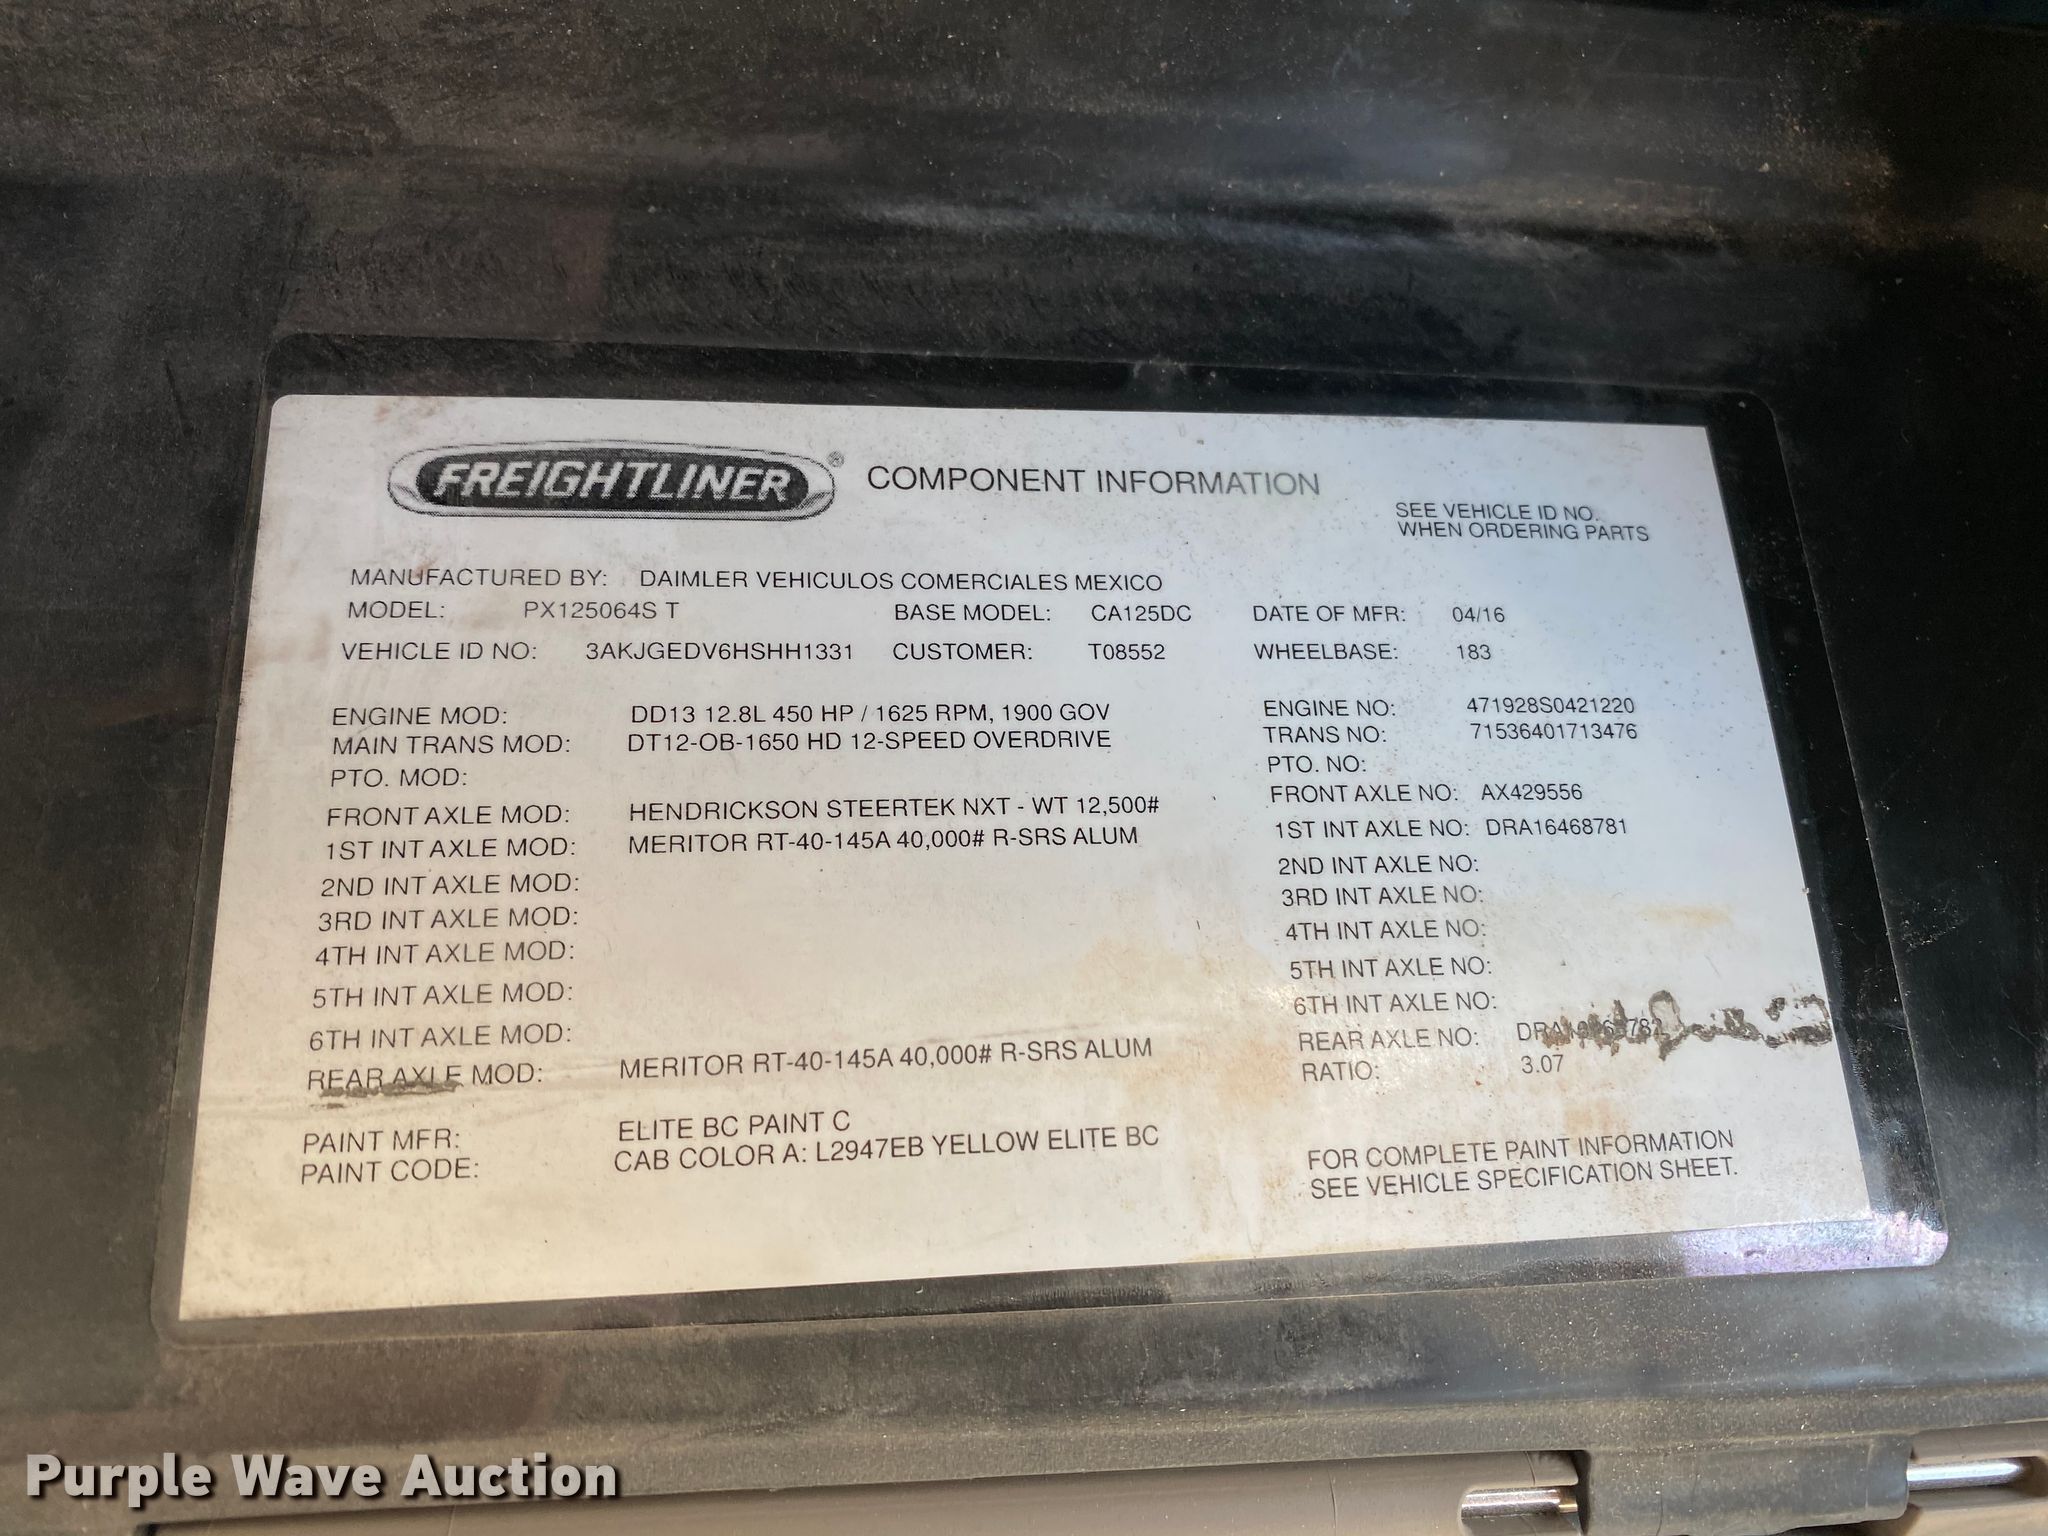 FREIGHTLINER® COMPONENT INFORMATION
SEE VEHICLE ID NO.
WHEN ORDERING PARTS
MANUFACTURED BY: DAIMLER VEHICULOS COMERCIALES MEXICO
MODEL: PX125064S T BASE MODEL: CA125DC DATE OF MFR: 04/16
VEHICLE ID NO: 3AKJGEDV6HSHH1331 CUSTOMER: T08552 WHEELBASE: 183
ENGINE MOD: DD13 12.8L 450 HP / 1625 RPM, 1900 GOV ENGINE NO: 471928S0421220
MAIN TRANS MOD: DT12-OB-1650 HD 12-SPEED OVERDRIVE TRANS NO: 71536401713476
PTO. MOD: PTO. NO:
FRONT AXLE MOD: HENDRICKSON STEERTEK NXT - WT 12,500# FRONT AXLE NO: AX429556
1ST INT AXLE MOD: MERITOR RT-40-145A 40,000# R-SRS ALUM 1ST INT AXLE NO: DRA16468781
2ND INT AXLE MOD: 2ND INT AXLE NO:
3RD INT AXLE MOD: 3RD INT AXLE NO:
4TH INT AXLE MOD: 4TH INT AXLE NO:
5TH INT AXLE MOD: 5TH INT AXLE NO:
6TH INT AXLE MOD: 6TH INT AXLE NO:
REAR AXLE MOD: MERITOR RT-40-145A 40,000# R-SRS ALUM REAR AXLE NO:
RATIO: 3.07
PAINT MFR: ELITE BC PAINT C
PAINT CODE: CAB COLOR A: L2947EB YELLOW ELITE BC
FOR COMPLETE PAINT INFORMATION
SEE VEHICLE SPECIFICATION SHEET.
Purple Wave Auction